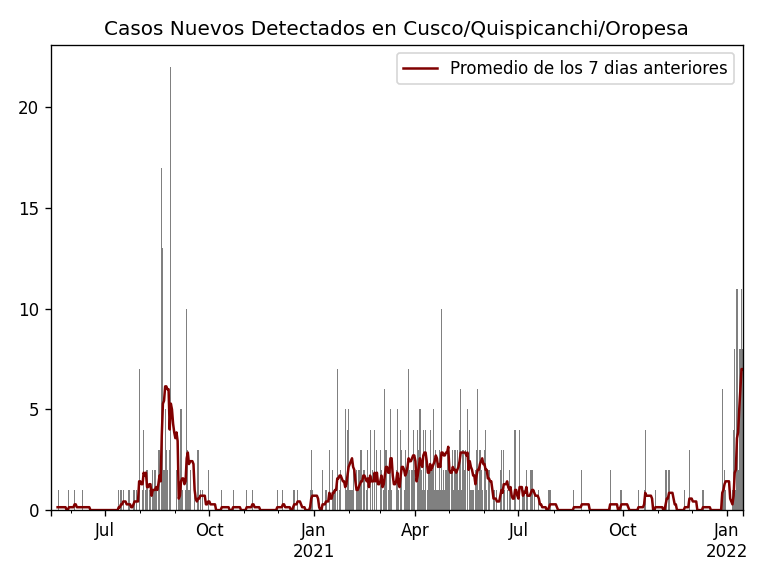 Casos Nuevos Detectados en Cusco/Quispicanchi/Oropesa
Promedio de los 7 dias anteriores
20
15
10
5
0
Jul
Oct
Jan
2021
Apr
Jul
Oct
Jan
2022